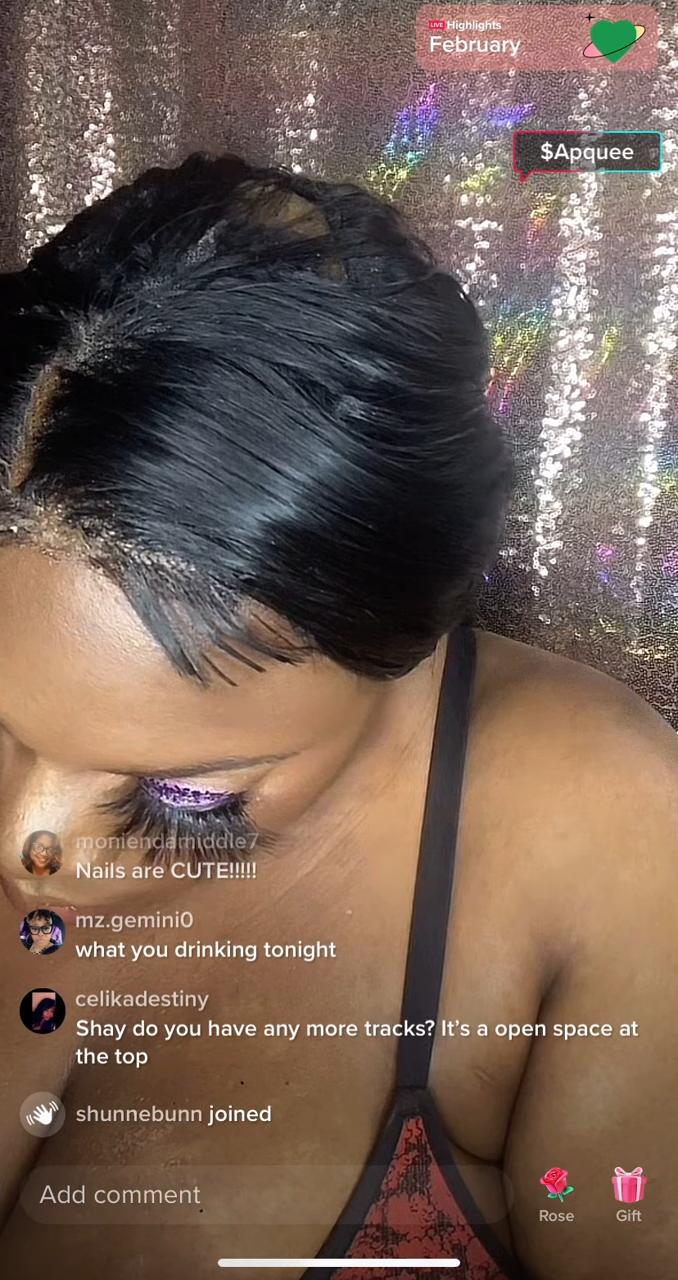 LIVE Highlights
February
$Apquee
moniendamiddle7
Nails are CUTE!!!!!
mz.gemini0
what you drinking tonight
celikadestiny
Shay do you have any more tracks? It’s a open space at
the top
shunnebunn joined
Add comment
Rose
Gift